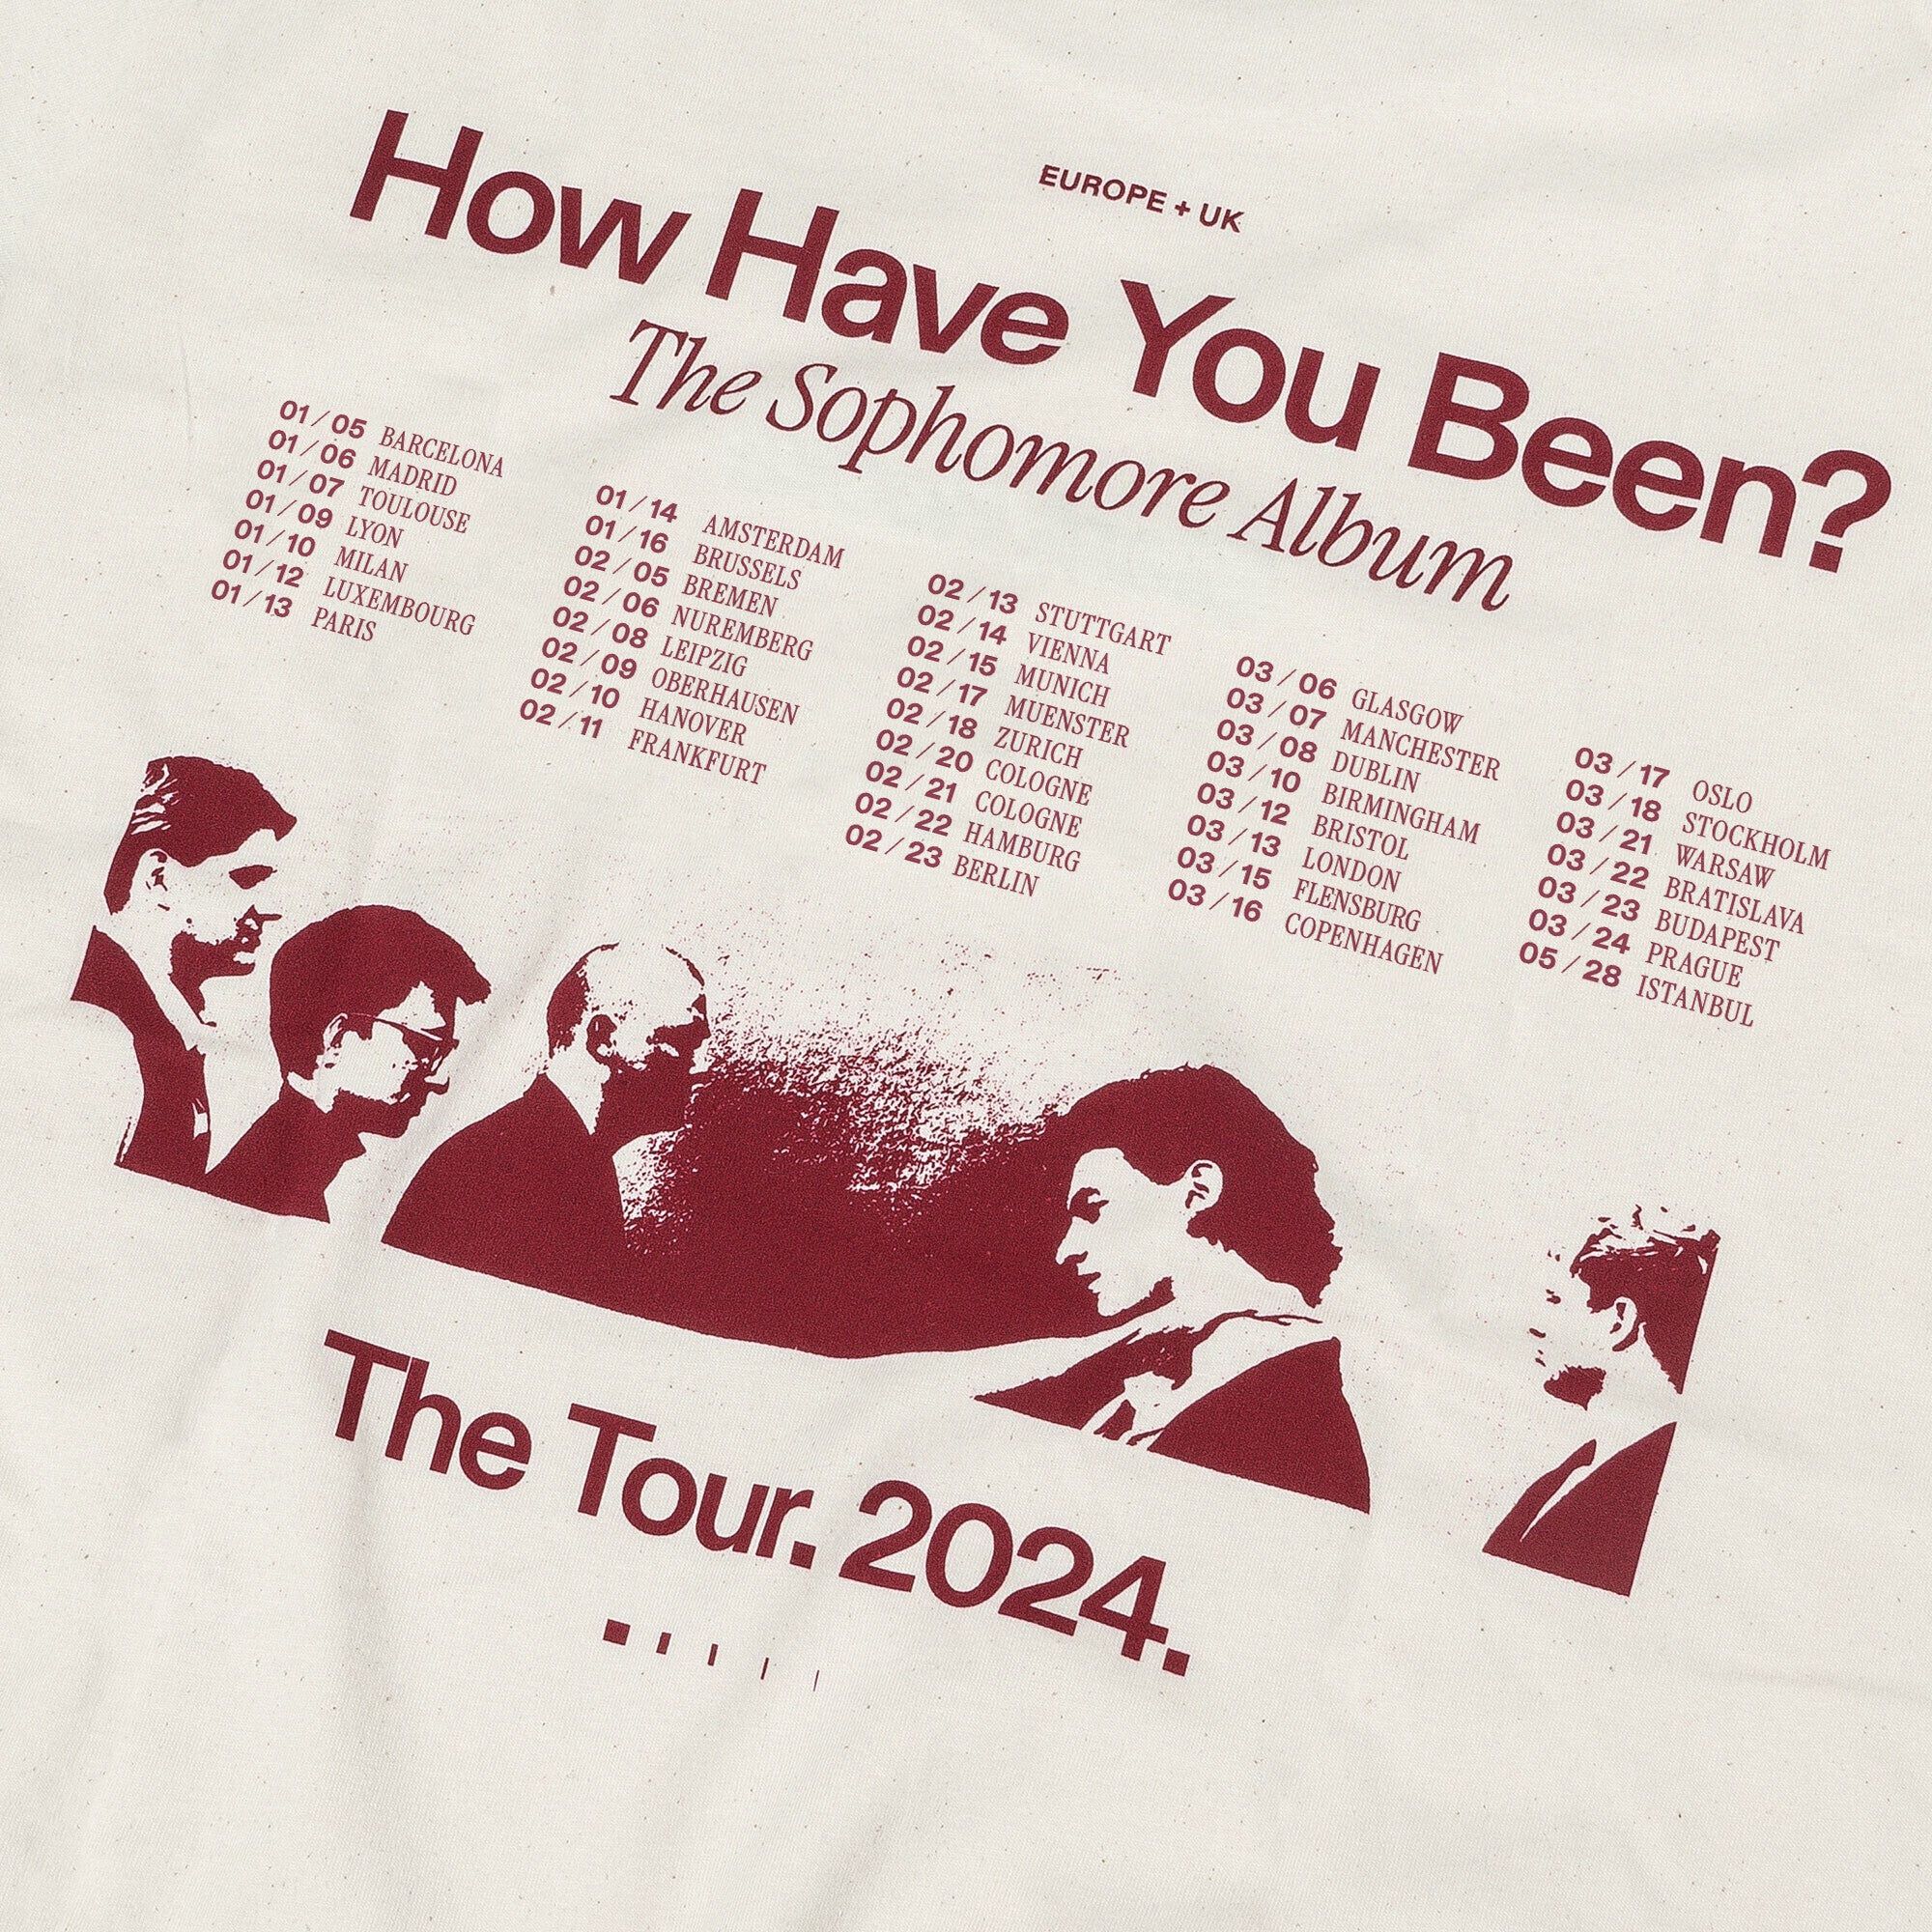 EUROPE + UK
How Have You Been?
The Sophomore Album
01 / 05 BARCELONA
01 / 06 MADRID
01 / 07 TOULOUSE
01 / 09 LYON
01 / 10 MILAN
01 / 12 LUXEMBOURG
01 / 13 PARIS
01 / 14 AMSTERDAM
01 / 16 BRUSSELS
02 / 05 BREMEN
02 / 06 NUREMBERG
02 / 08 LEIPZIG
02 / 09 OBERHAUSEN
02 / 10 HANOVER
02 / 11 FRANKFURT
02 / 13 STUTTGART
02 / 14 VIENNA
02 / 15 MUNICH
02 / 17 MUENSTER
02 / 18 ZURICH
02 / 20 COLOGNE
02 / 21 COLOGNE
02 / 22 HAMBURG
02 / 23 BERLIN
03 / 06 GLASGOW
03 / 07 MANCHESTER
03 / 08 DUBLIN
03 / 10 BIRMINGHAM
03 / 12 BRISTOL
03 / 13 LONDON
03 / 15 FLENSBURG
03 / 16 COPENHAGEN
03 / 17 OSLO
03 / 18 STOCKHOLM
03 / 21 WARSAW
03 / 22 BRATISLAVA
03 / 23 BUDAPEST
03 / 24 PRAGUE
05 / 28 ISTANBUL
The Tour. 2024.